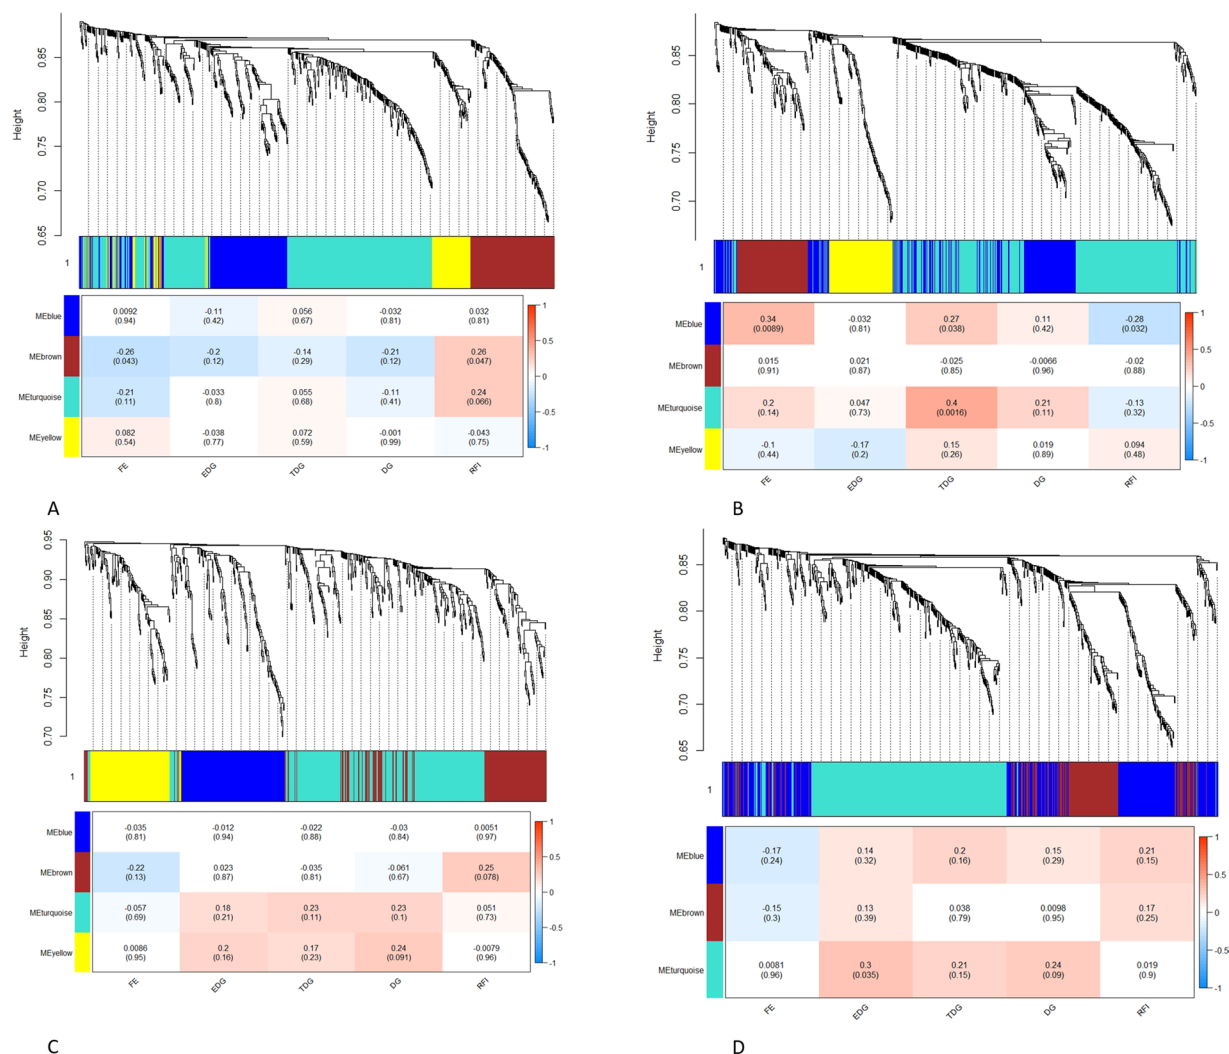 Height
0.85
0.80
0.75
0.70
0.65
1
MEblue
0.0092 -0.11 0.056 -0.032 0.032
(0.94) (0.42) (0.67) (0.81) (0.81)
MEbrown
-0.26 -0.2 -0.14 -0.21 0.26
(0.043) (0.12) (0.29) (0.12) (0.047)
MEturquoise
-0.21 -0.033 0.055 -0.11 0.24
(0.11) (0.8) (0.68) (0.41) (0.066)
MEyellow
0.082 -0.038 0.072 -0.001 -0.043
(0.54) (0.77) (0.59) (0.99) (0.75)
FE EDG TDG DG RFI
1
0.5
0
-0.5
-1
A
Height
0.85
0.80
0.75
0.70
1
MEblue
0.34 -0.032 0.27 0.11 -0.28
(0.0089) (0.81) (0.038) (0.42) (0.032)
MEbrown
0.015 0.021 -0.025 -0.0066 -0.02
(0.91) (0.87) (0.85) (0.96) (0.88)
MEturquoise
0.2 0.047 0.4 0.21 -0.13
(0.14) (0.73) (0.0016) (0.11) (0.32)
MEyellow
-0.1 -0.17 0.15 0.019 0.094
(0.44) (0.2) (0.26) (0.89) (0.48)
FE EDG TDG DG RFI
1
0.5
0
-0.5
-1
B
Height
0.95
0.90
0.85
0.80
0.75
0.70
1
MEblue
-0.035 -0.012 -0.022 -0.03 0.0051
(0.81) (0.94) (0.88) (0.84) (0.97)
MEbrown
-0.22 0.023 -0.035 -0.061 0.25
(0.13) (0.87) (0.81) (0.67) (0.078)
MEturquoise
-0.057 0.18 0.23 0.23 0.051
(0.69) (0.21) (0.11) (0.1) (0.73)
MEyellow
0.0086 0.2 0.17 0.24 -0.0079
(0.95) (0.16) (0.23) (0.091) (0.96)
FE EDG TDG DG RFI
1
0.5
0
-0.5
-1
C
Height
0.85
0.80
0.75
0.70
0.65
1
MEblue
-0.17 0.14 0.2 0.15 0.21
(0.24) (0.32) (0.16) (0.29) (0.15)
MEbrown
-0.15 0.13 0.038 0.0098 0.17
(0.3) (0.39) (0.79) (0.95) (0.25)
MEturquoise
0.0081 0.3 0.21 0.24 0.019
(0.96) (0.035) (0.15) (0.09) (0.9)
FE EDG TDG DG RFI
1
0.5
0
-0.5
-1
D